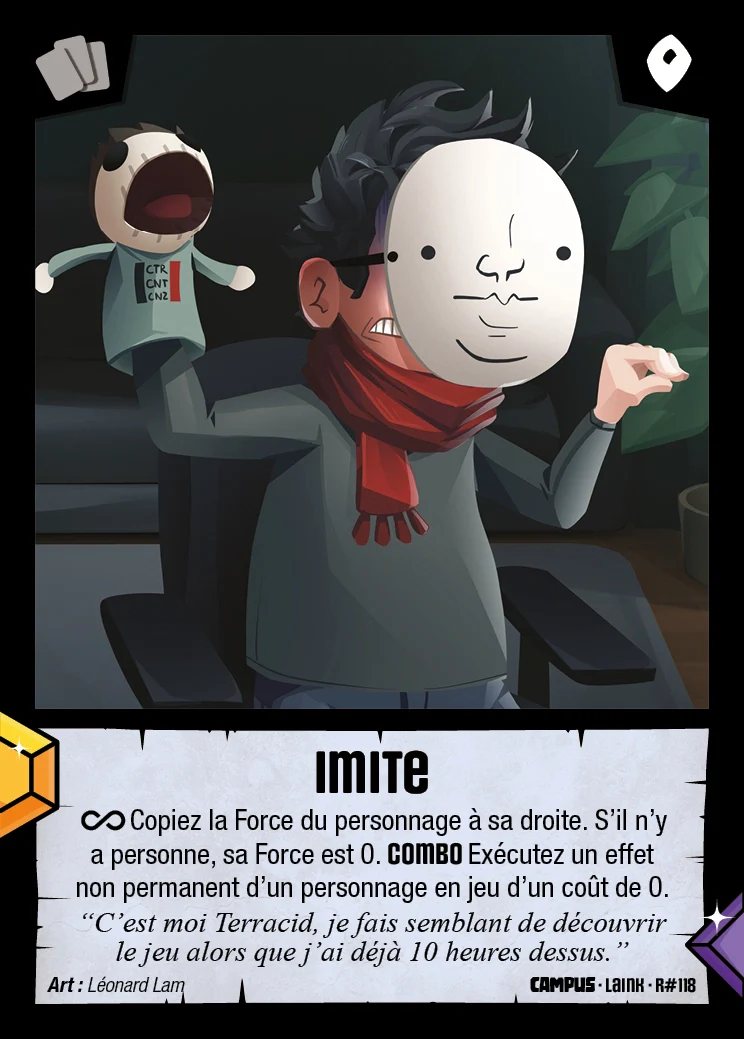 CTR
CNT
CN2
IMITE
Copiez la Force du personnage à sa droite. S’il n’y
a personne, sa Force est 0. COMBO Exécutez un effet
non permanent d’un personnage en jeu d’un coût de 0.
“C’est moi Terracid, je fais semblant de découvrir
le jeu alors que j’ai déjà 10 heures dessus.”
Art : Léonard Lam
CAMPUS · LAINK · R#118